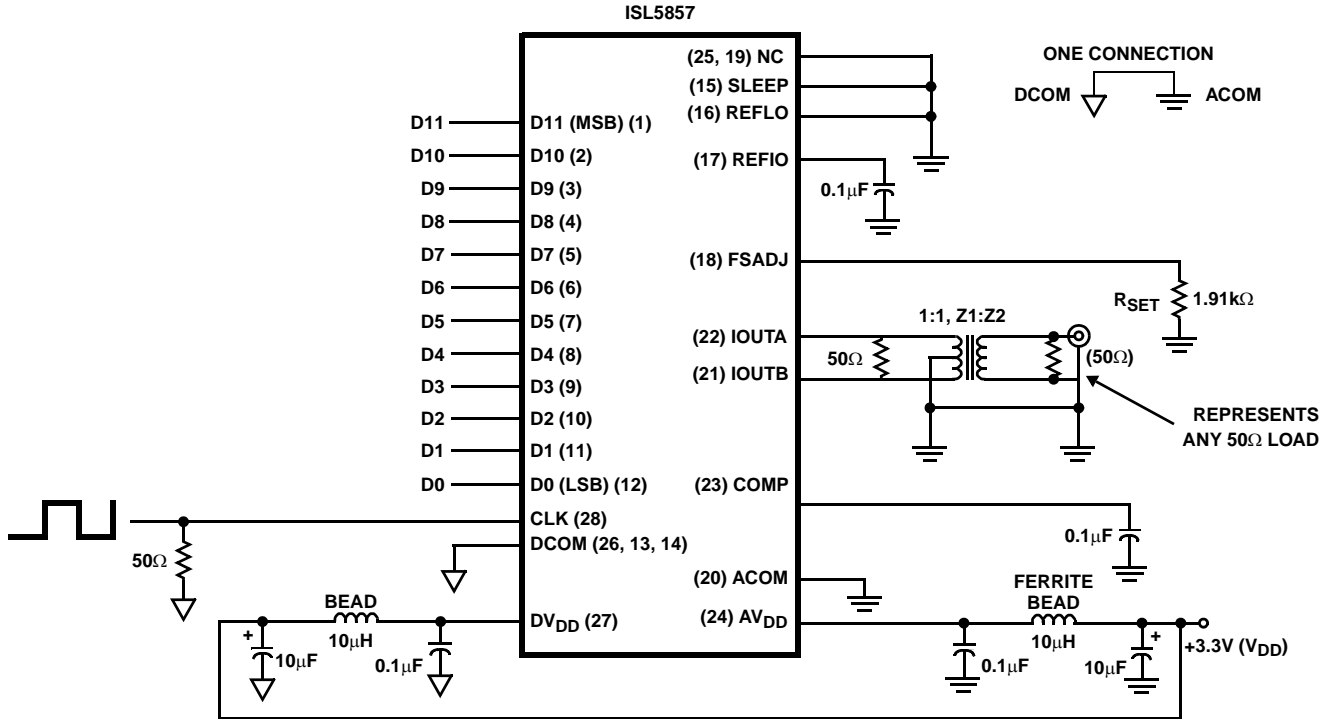 ISL5857
(25, 19) NC
(15) SLEEP
(16) REFLO
(17) REFIO
0.1μF
(18) FSADJ
RSET
1.91kΩ
ONE CONNECTION
DCOM
ACOM
D11
D11 (MSB) (1)
D10
D10 (2)
D9
D9 (3)
D8
D8 (4)
D7
D7 (5)
D6
D6 (6)
D5
D5 (7)
D4
D4 (8)
D3
D3 (9)
D2
D2 (10)
D1
D1 (11)
D0
D0 (LSB) (12)
CLK (28)
50Ω
DCOM (26, 13, 14)
DVDD (27)
BEAD
+
10μF
10μH
0.1μF
1:1, Z1:Z2
(22) IOUTA
50Ω
(21) IOUTB
(50Ω)
REPRESENTS
ANY 50Ω LOAD
(23) COMP
0.1μF
(20) ACOM
(24) AVDD
FERRITE
BEAD
10μH
0.1μF
10μF
+
+3.3V (VDD)